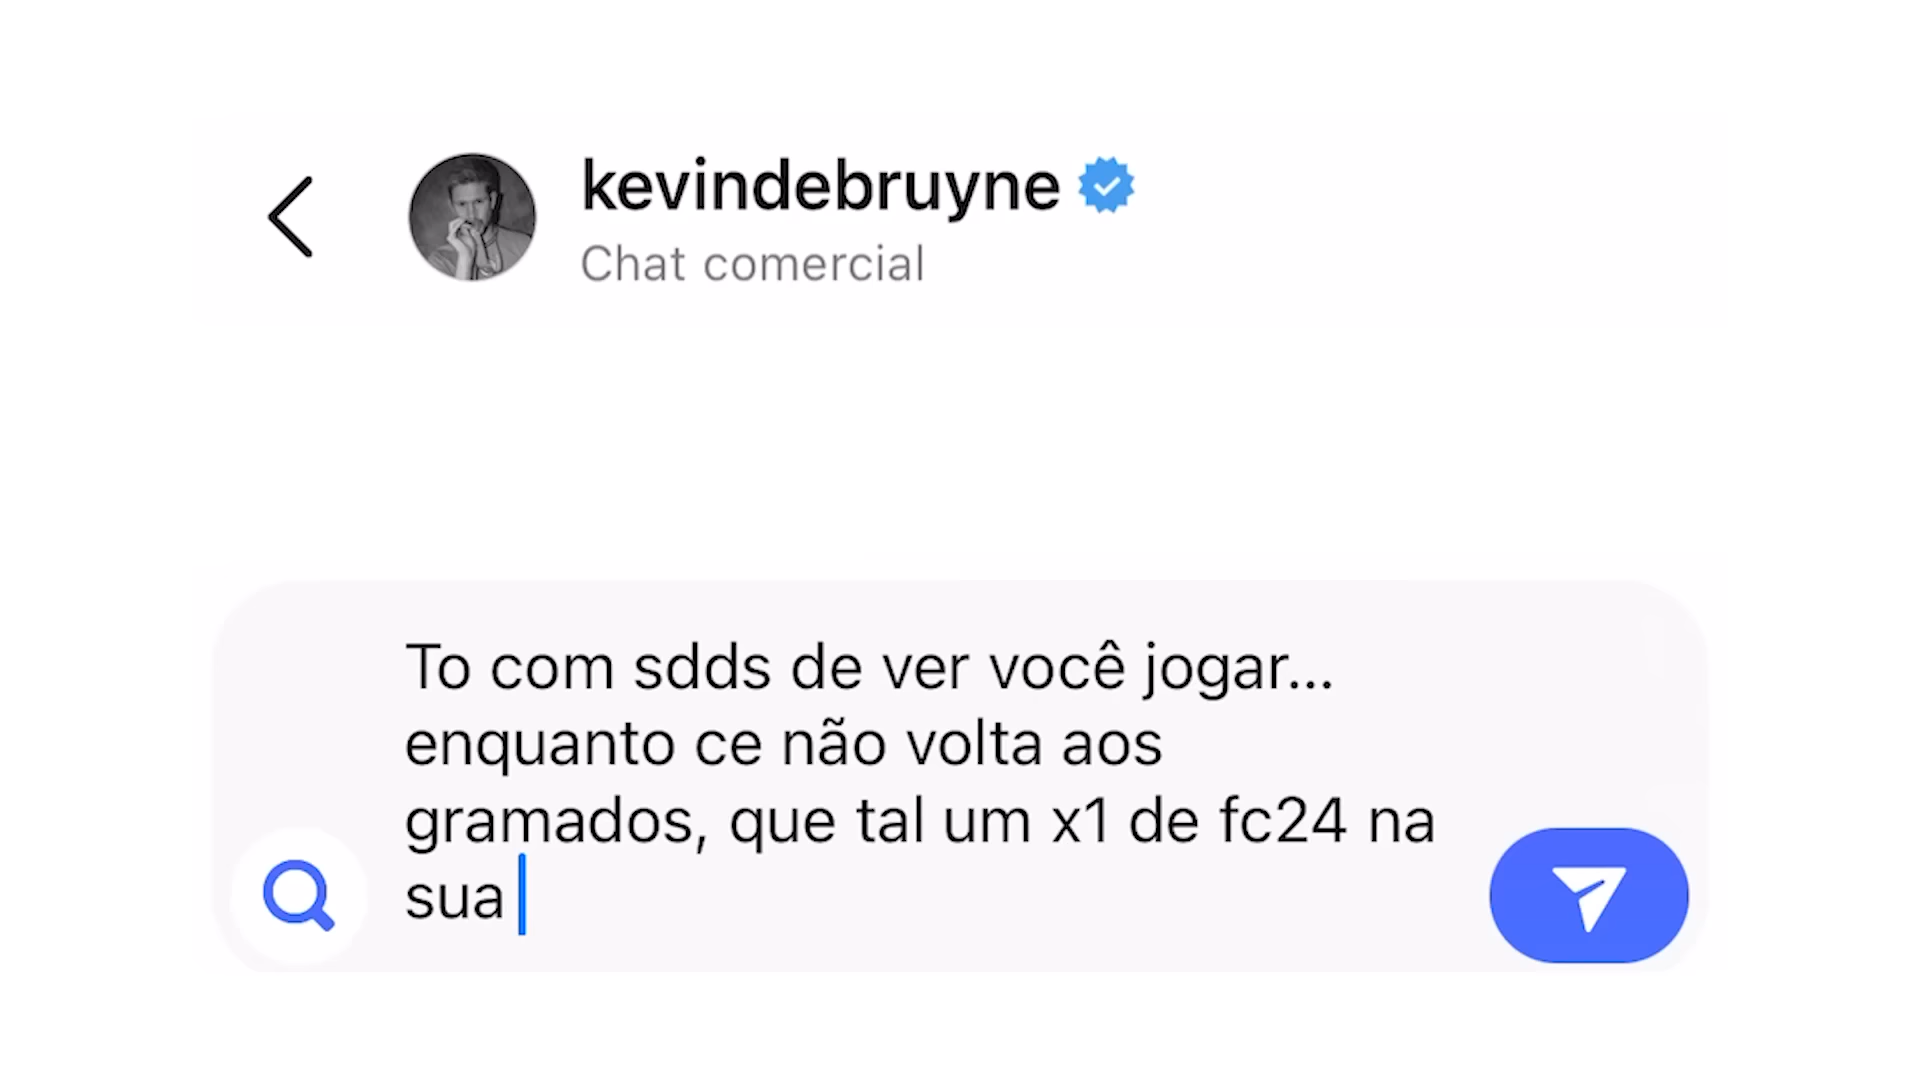 kevindebruyne
Chat comercial
To com sdds de ver você jogar...
enquanto ce não volta aos
gramados, que tal um x1 de fc24 na
sua